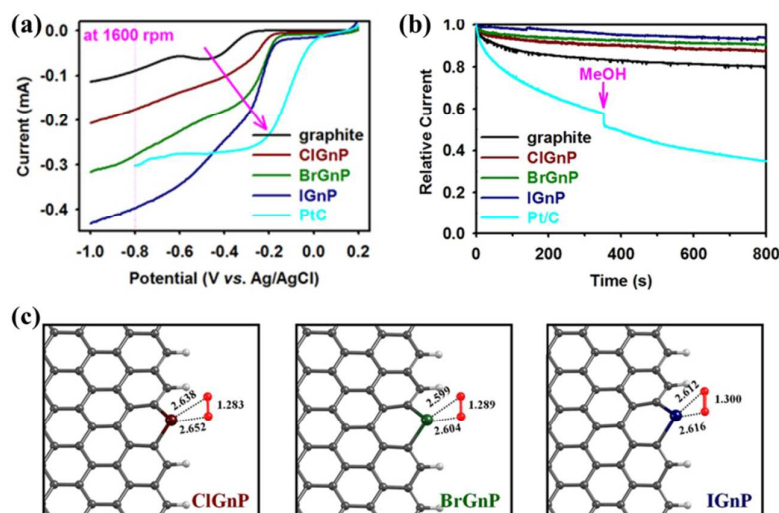 (a)
at 1600 rpm
Current (mA)
0.0
-0.1
-0.2
-0.3
-0.4
graphite
ClGnP
BrGnP
IGnP
PtC
-1.0 -0.8 -0.6 -0.4 -0.2 0.0 0.2
Potential (V vs. Ag/AgCl)
(b)
Relative Current
1.0
0.8
0.6
0.4
0.2
0.0
MeOH
graphite
ClGnP
BrGnP
IGnP
Pt/C
0 200 400 600 800
Time (s)
(c)
2.638
1.283
2.652
ClGnP
2.599
1.289
2.604
BrGnP
2.612
1.300
2.616
IGnP